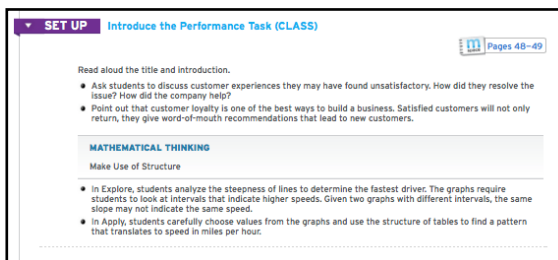 SET UP Introduce the Performance Task (CLASS)
Pages 48–49
Read aloud the title and introduction.
• Ask students to discuss customer experiences they may have found unsatisfactory. How did they resolve the
issue? How did the company help?
• Point out that customer loyalty is one of the best ways to build a business. Satisfied customers will not only
return, they give word-of-mouth recommendations that lead to new customers.
MATHEMATICAL THINKING
Make Use of Structure
• In Explore, students analyze the steepness of lines to determine the fastest driver. The graphs require
students to look at intervals that indicate higher speeds. Given two graphs with different intervals, the same
slope may not indicate the same speed.
• In Apply, students carefully choose values from the graphs and use the structure of tables to find a pattern
that translates to speed in miles per hour.